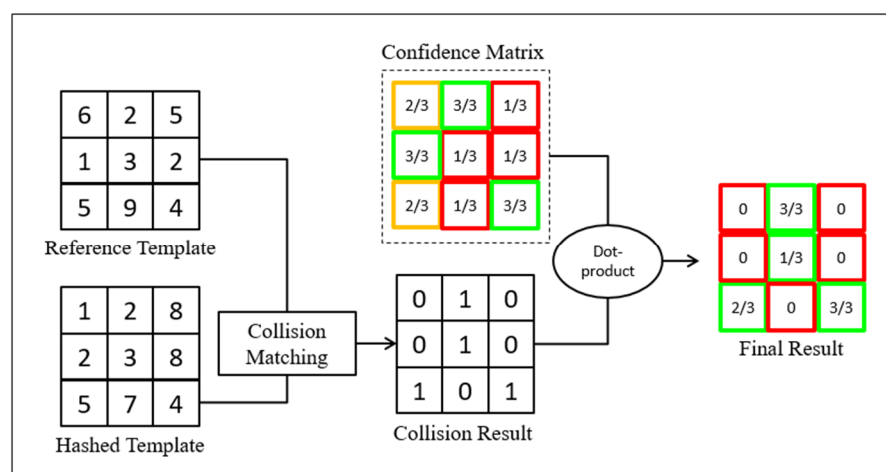 Confidence Matrix
2/3 3/3 1/3
3/3 1/3 1/3
2/3 1/3 3/3
6 2 5
1 3 2
5 9 4
Reference Template
1 2 8
2 3 8
5 7 4
Hashed Template
Collision
Matching
0 1 0
0 1 0
1 0 1
Collision Result
Dot-
product
0 3/3 0
0 1/3 0
2/3 0 3/3
Final Result